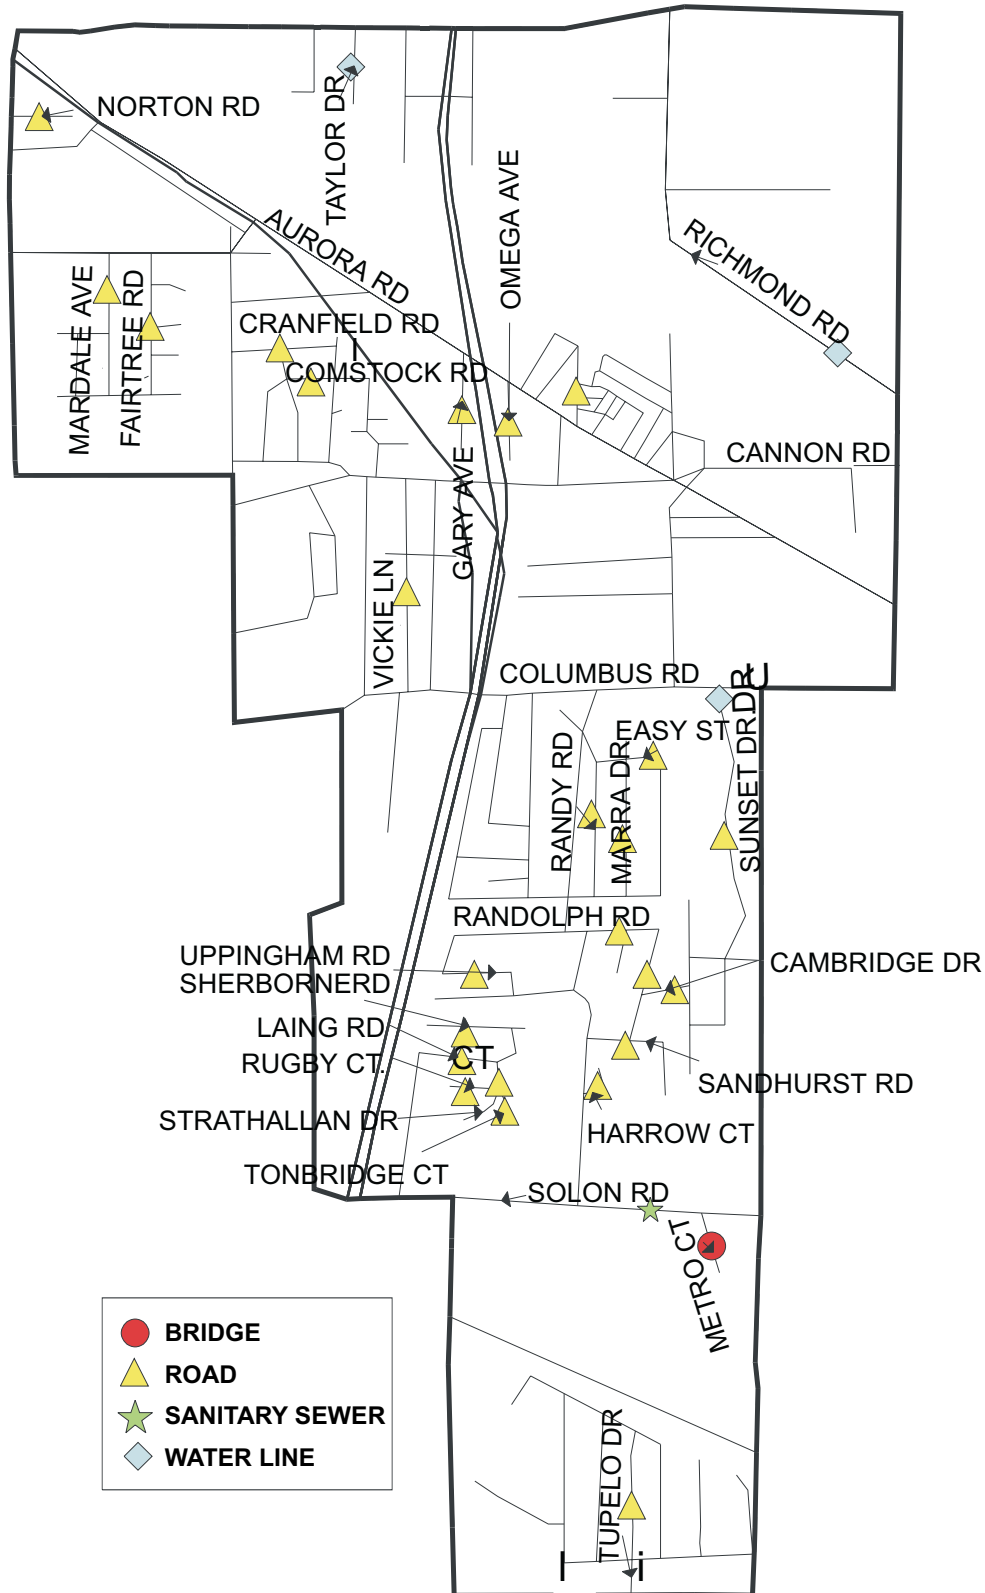 NORTON RD
TAYLOR DR
OMEGA AVE
AURORA RD
RICHMOND RD
MARDALE AVE
FAIRTREE RD
CRANFIELD RD
I
COMSTOCK RD
CANNON RD
GARY AVE
VICKIE LN
COLUMBUS RD
DR
U
EASY ST
SUNSET DR
RANDY RD
MARRA DR
RANDOLPH RD
UPPINGHAM RD
CAMBRIDGE DR
SHERBORNERD
LAING RD
CT
RUGBY CT.
SANDHURST RD
STRATHALLAN DR
HARROW CT
TONBRIDGE CT
SOLON RD
METRO CT
BRIDGE
ROAD
SANITARY SEWER
WATER LINE
TUPELO DR
l i